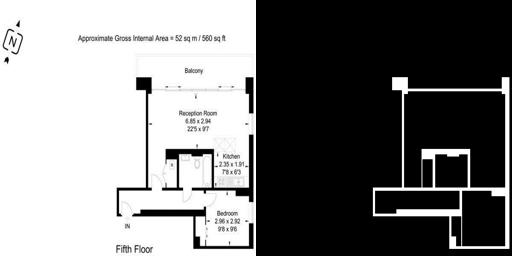 N
Approximate Gross Internal Area = 52 sq m / 560 sq ft
Balcony
Reception Room
6.85 x 2.94
22'5 x 9'7
Kitchen
2.35 x 1.91
7'8 x 6'3
Bedroom
2.96 x 2.92
9'8 x 9'6
IN
Fifth Floor